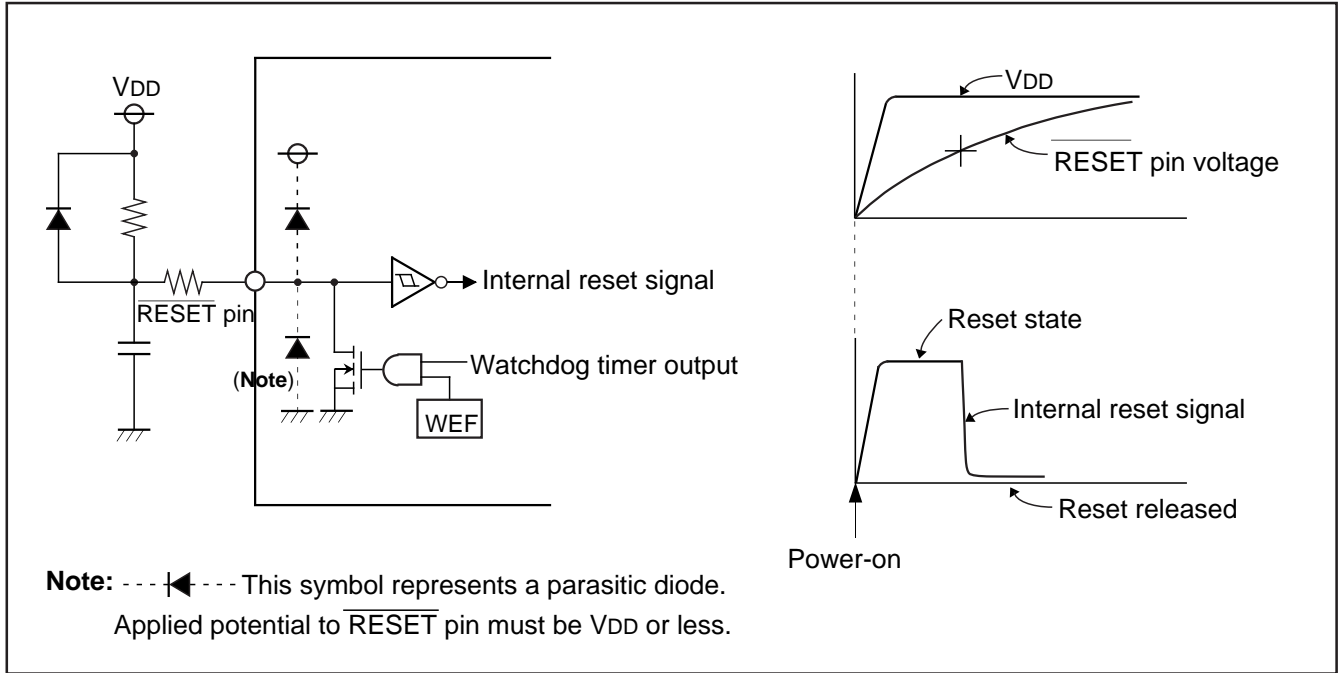 VDD
RESET pin
(Note)
Internal reset signal
Watchdog timer output
WEF
VDD
RESET pin voltage
Reset state
Internal reset signal
Reset released
Power-on
Note: This symbol represents a parasitic diode.
Applied potential to RESET pin must be VDD or less.